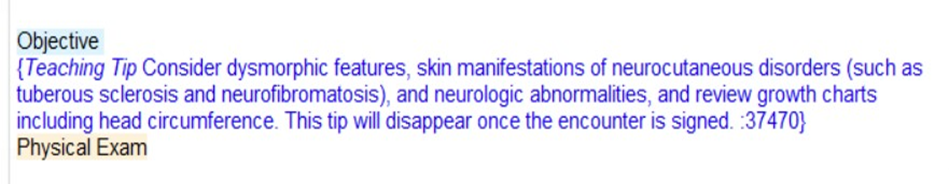 Objective
{Teaching Tip Consider dysmorphic features, skin manifestations of neurocutaneous disorders (such as
tuberous sclerosis and neurofibromatosis), and neurologic abnormalities, and review growth charts
including head circumference. This tip will disappear once the encounter is signed. :37470}
Physical Exam